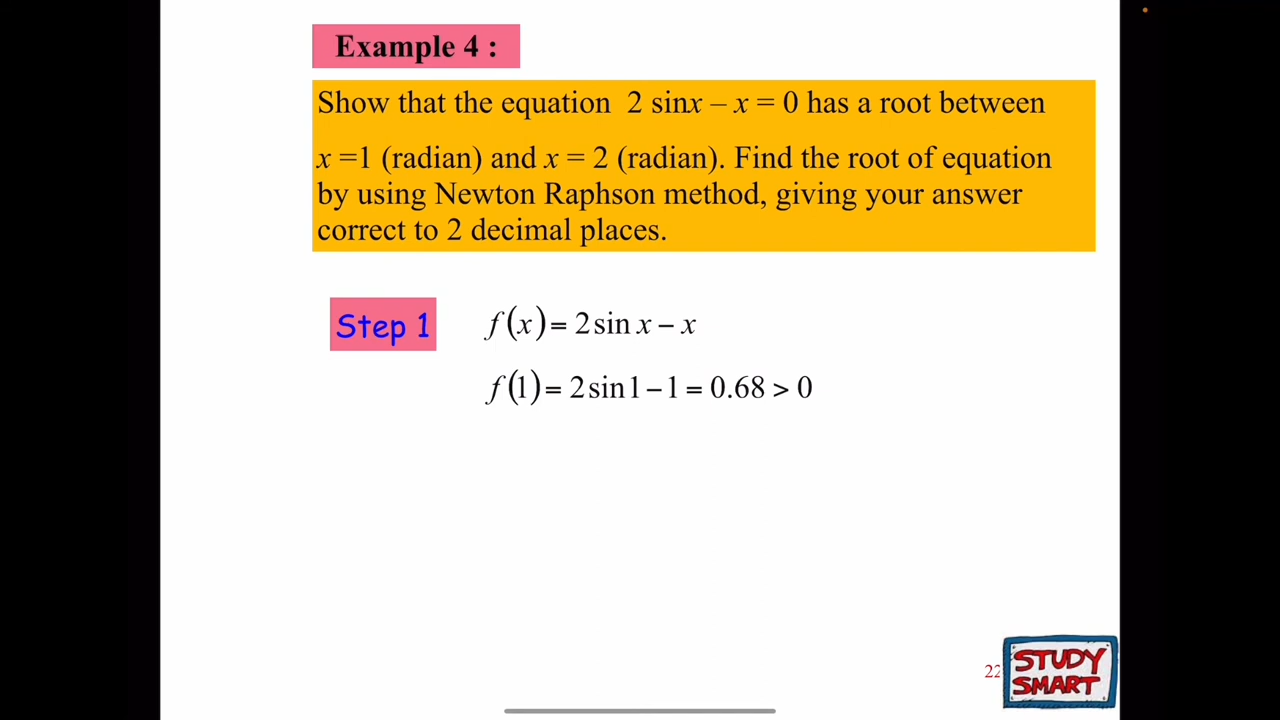 Example 4 :
Show that the equation 2 sinx – x = 0 has a root between
x =1 (radian) and x = 2 (radian). Find the root of equation
by using Newton Raphson method, giving your answer
correct to 2 decimal places.
Step 1
f(x) = 2 sin x − x
f(1) = 2 sin 1 − 1 = 0.68 > 0
22
STUDY
SMART